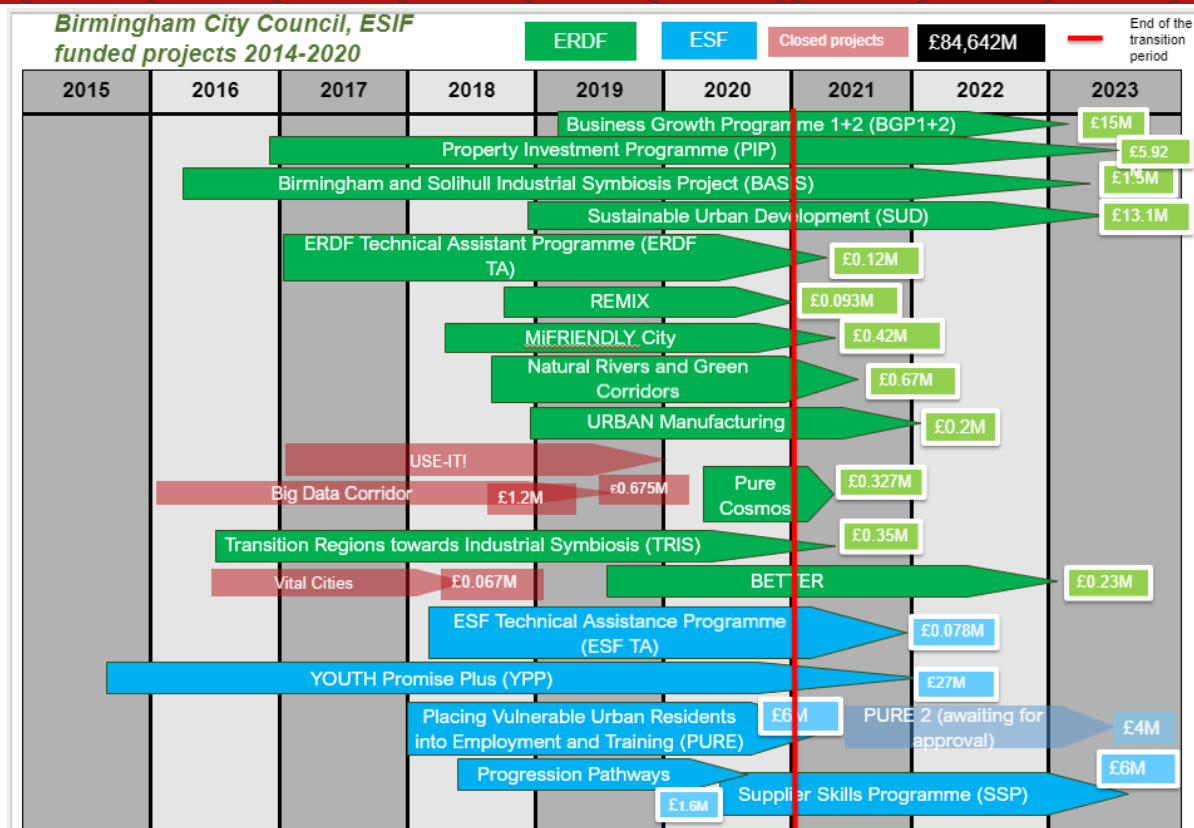 Birmingham City Council, ESIF
funded projects 2014-2020
ERDF
ESF
Closed projects
£84,642M
End of the
transition
period
2015
2016
2017
2018
2019
2020
2021
2022
2023
Business Growth Programme 1+2 (BGP1+2)
£15M
Property Investment Programme (PIP)
£5.92
Birmingham and Solihull Industrial Symbiosis Project (BASIS)
£1.5M
Sustainable Urban Development (SUD)
£13.1M
ERDF Technical Assistant Programme (ERDF
TA)
£0.12M
REMIX
£0.093M
MiFRIENDLY City
£0.42M
Natural Rivers and Green
Corridors
£0.67M
URBAN Manufacturing
£0.2M
USE-IT!
Big Data Corridor
£1.2M
£0.675M
Pure
Cosmos
£0.327M
Transition Regions towards Industrial Symbiosis (TRIS)
£0.35M
Vital Cities
£0.067M
BETTER
£0.23M
ESF Technical Assistance Programme
(ESF TA)
£0.078M
YOUTH Promise Plus (YPP)
£27M
Placing Vulnerable Urban Residents
into Employment and Training (PURE)
£6M
PURE 2 (awaiting for
approval)
£4M
Progression Pathways
£1.6M
Supplier Skills Programme (SSP)
£6M